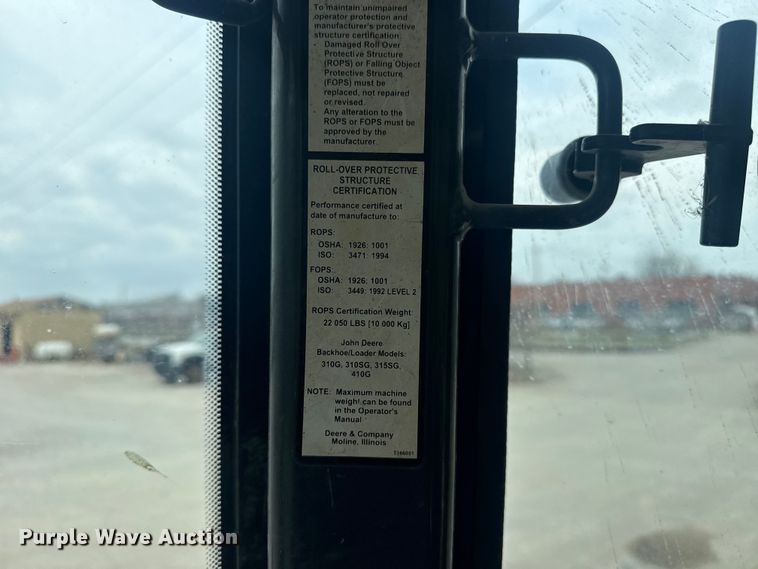 To maintain unimpaired
operator protection and
manufacturer's protective
structure certification:
- Damaged Roll Over
Protective Structure
(ROPS) or Falling Object
Protective Structure
(FOPS) must be
replaced, not repaired
or revised.
- Any alteration to the
ROPS or FOPS must be
approved by the
manufacturer.
ROLL-OVER PROTECTIVE
STRUCTURE
CERTIFICATION
Performance certified at
date of manufacture to:
ROPS:
OSHA: 1926: 1001
ISO: 3471: 1994
FOPS:
OSHA: 1926: 1001
ISO: 3449: 1992 LEVEL 2
ROPS Certification Weight:
22 050 LBS [10 000 Kg]
John Deere
Backhoe/Loader Models:
310G, 310SG, 315SG,
410G
NOTE: Maximum machine
weight can be found
in the Operator's
Manual
Deere & Company
Moline, Illinois
Purple Wave Auction